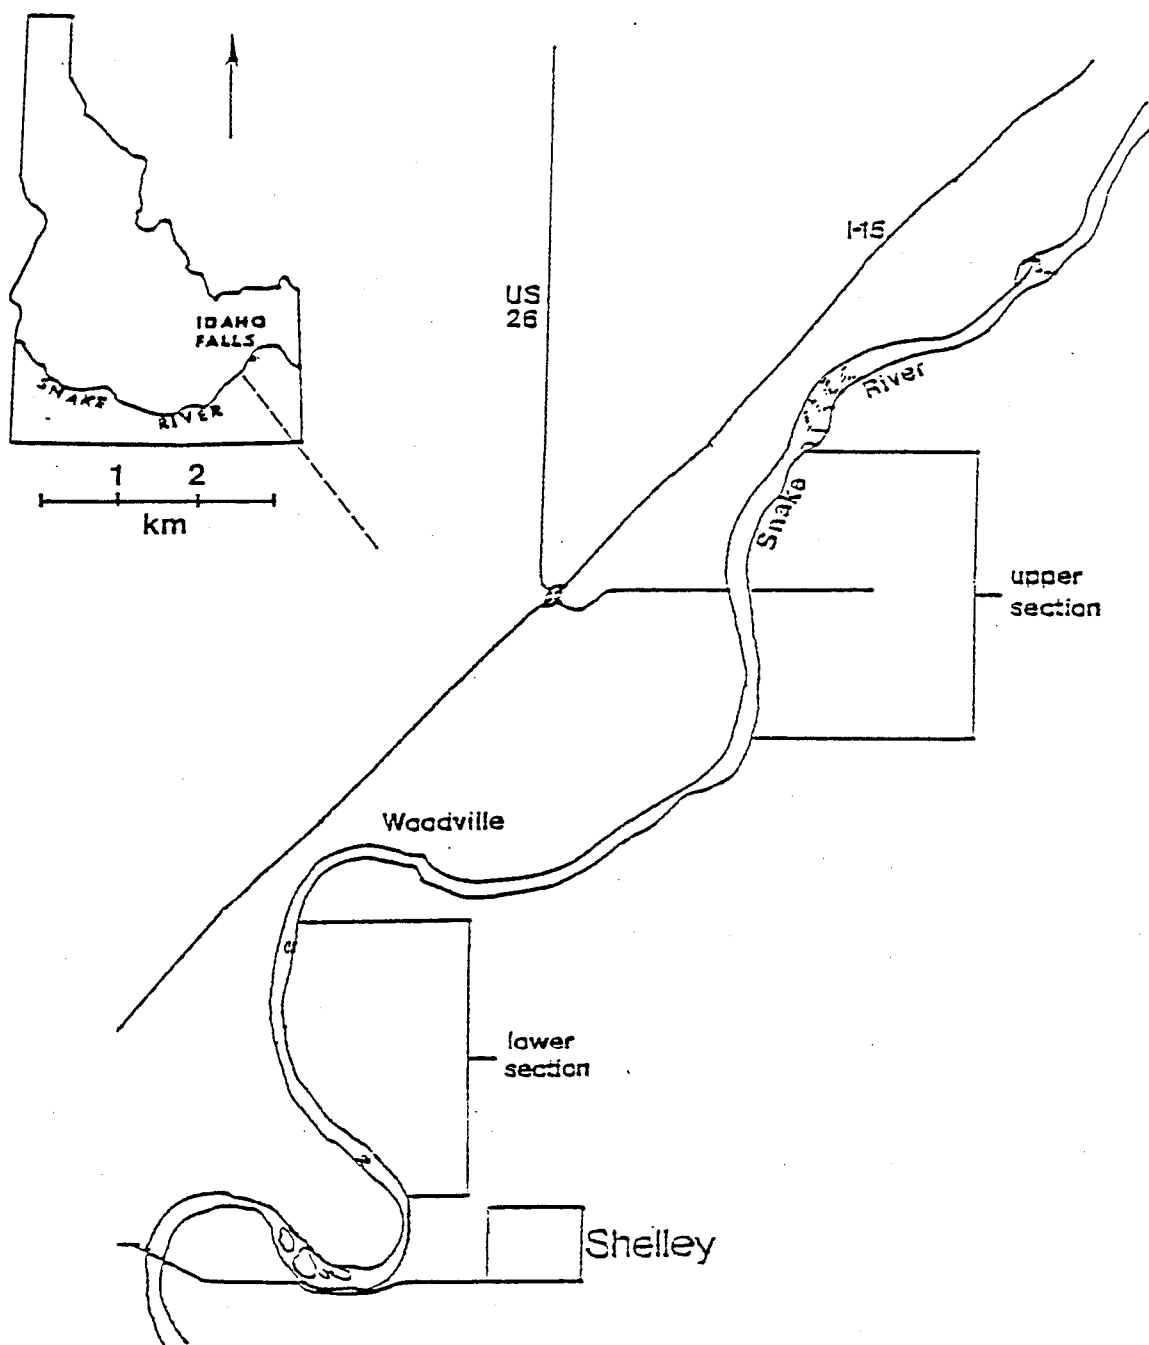 IDAHO
FALLS
SNAKE RIVER
1 2
km
US
26
I-15
Snake River
upper
section
Woodville
lower
section
Shelley